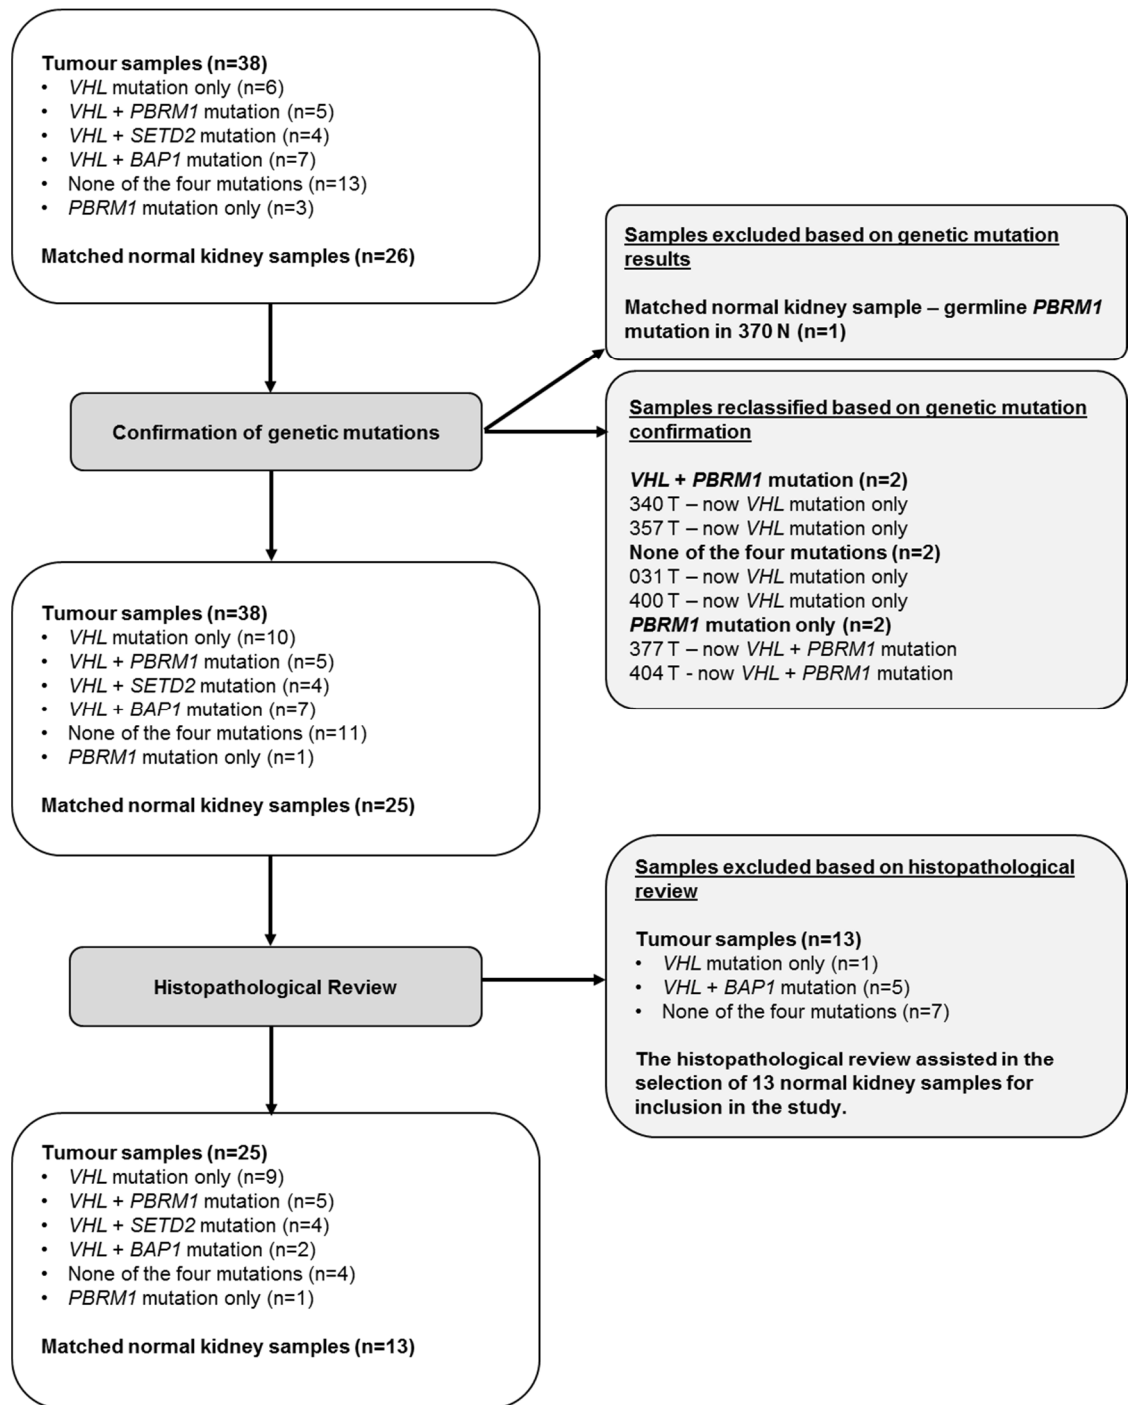 Tumour samples (n=38)
• VHL mutation only (n=6)
• VHL + PBRM1 mutation (n=5)
• VHL + SETD2 mutation (n=4)
• VHL + BAP1 mutation (n=7)
• None of the four mutations (n=13)
• PBRM1 mutation only (n=3)
Matched normal kidney samples (n=26)
Samples excluded based on genetic mutation
results
Matched normal kidney sample – germline PBRM1
mutation in 370 N (n=1)
Confirmation of genetic mutations
Samples reclassified based on genetic mutation
confirmation
VHL + PBRM1 mutation (n=2)
340 T – now VHL mutation only
357 T – now VHL mutation only
None of the four mutations (n=2)
031 T – now VHL mutation only
400 T – now VHL mutation only
PBRM1 mutation only (n=2)
377 T – now VHL + PBRM1 mutation
404 T - now VHL + PBRM1 mutation
Tumour samples (n=38)
• VHL mutation only (n=10)
• VHL + PBRM1 mutation (n=5)
• VHL + SETD2 mutation (n=4)
• VHL + BAP1 mutation (n=7)
• None of the four mutations (n=11)
• PBRM1 mutation only (n=1)
Matched normal kidney samples (n=25)
Histopathological Review
Samples excluded based on histopathological
review
Tumour samples (n=13)
• VHL mutation only (n=1)
• VHL + BAP1 mutation (n=5)
• None of the four mutations (n=7)
The histopathological review assisted in the
selection of 13 normal kidney samples for
inclusion in the study.
Tumour samples (n=25)
• VHL mutation only (n=9)
• VHL + PBRM1 mutation (n=5)
• VHL + SETD2 mutation (n=4)
• VHL + BAP1 mutation (n=2)
• None of the four mutations (n=4)
• PBRM1 mutation only (n=1)
Matched normal kidney samples (n=13)